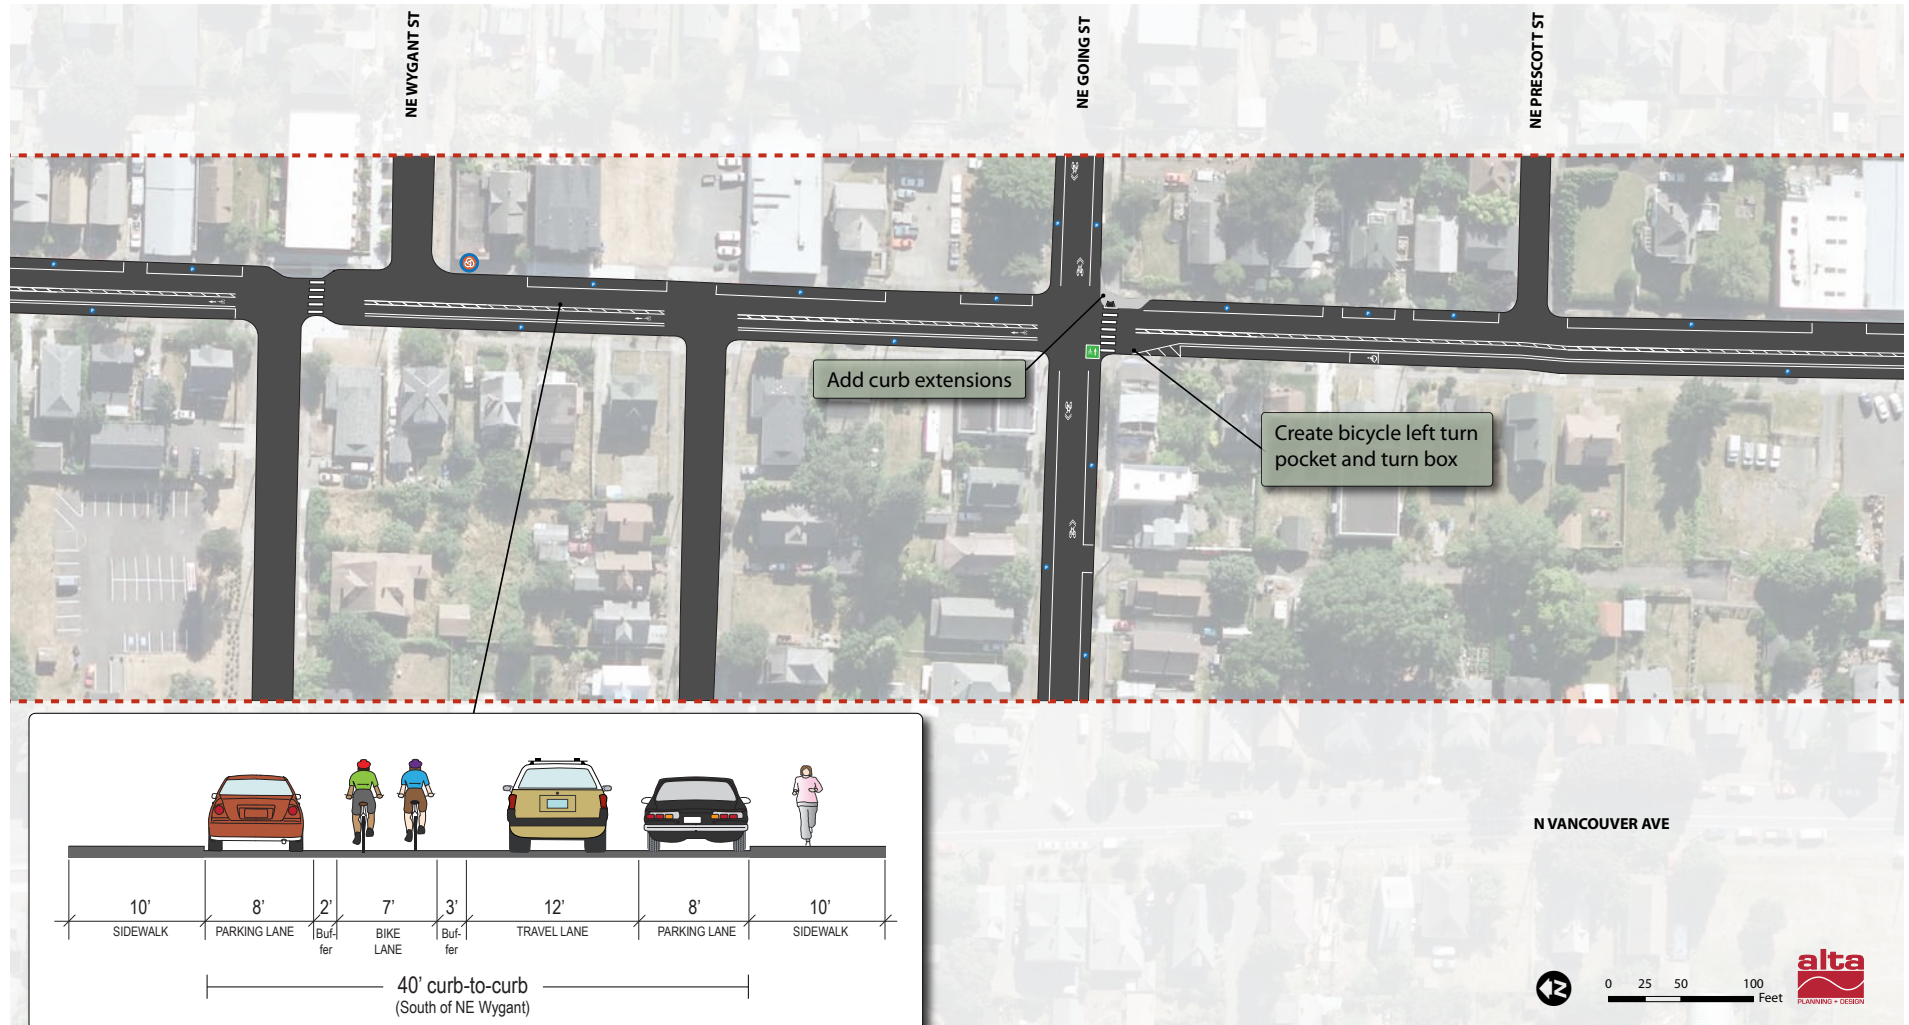 NE WYGANT ST
NE GOING ST
NE PRESCOTT ST
Add curb extensions
Create bicycle left turn
pocket and turn box
10' 8' 2' 7' 3' 12' 8' 10'
SIDEWALK PARKING LANE Buf-
fer BIKE
LANE Buf-
fer TRAVEL LANE PARKING LANE SIDEWALK
40' curb-to-curb
(South of NE Wygant)
N VANCOUVER AVE
N
0 25 50 100
Feet
alta
PLANNING + DESIGN